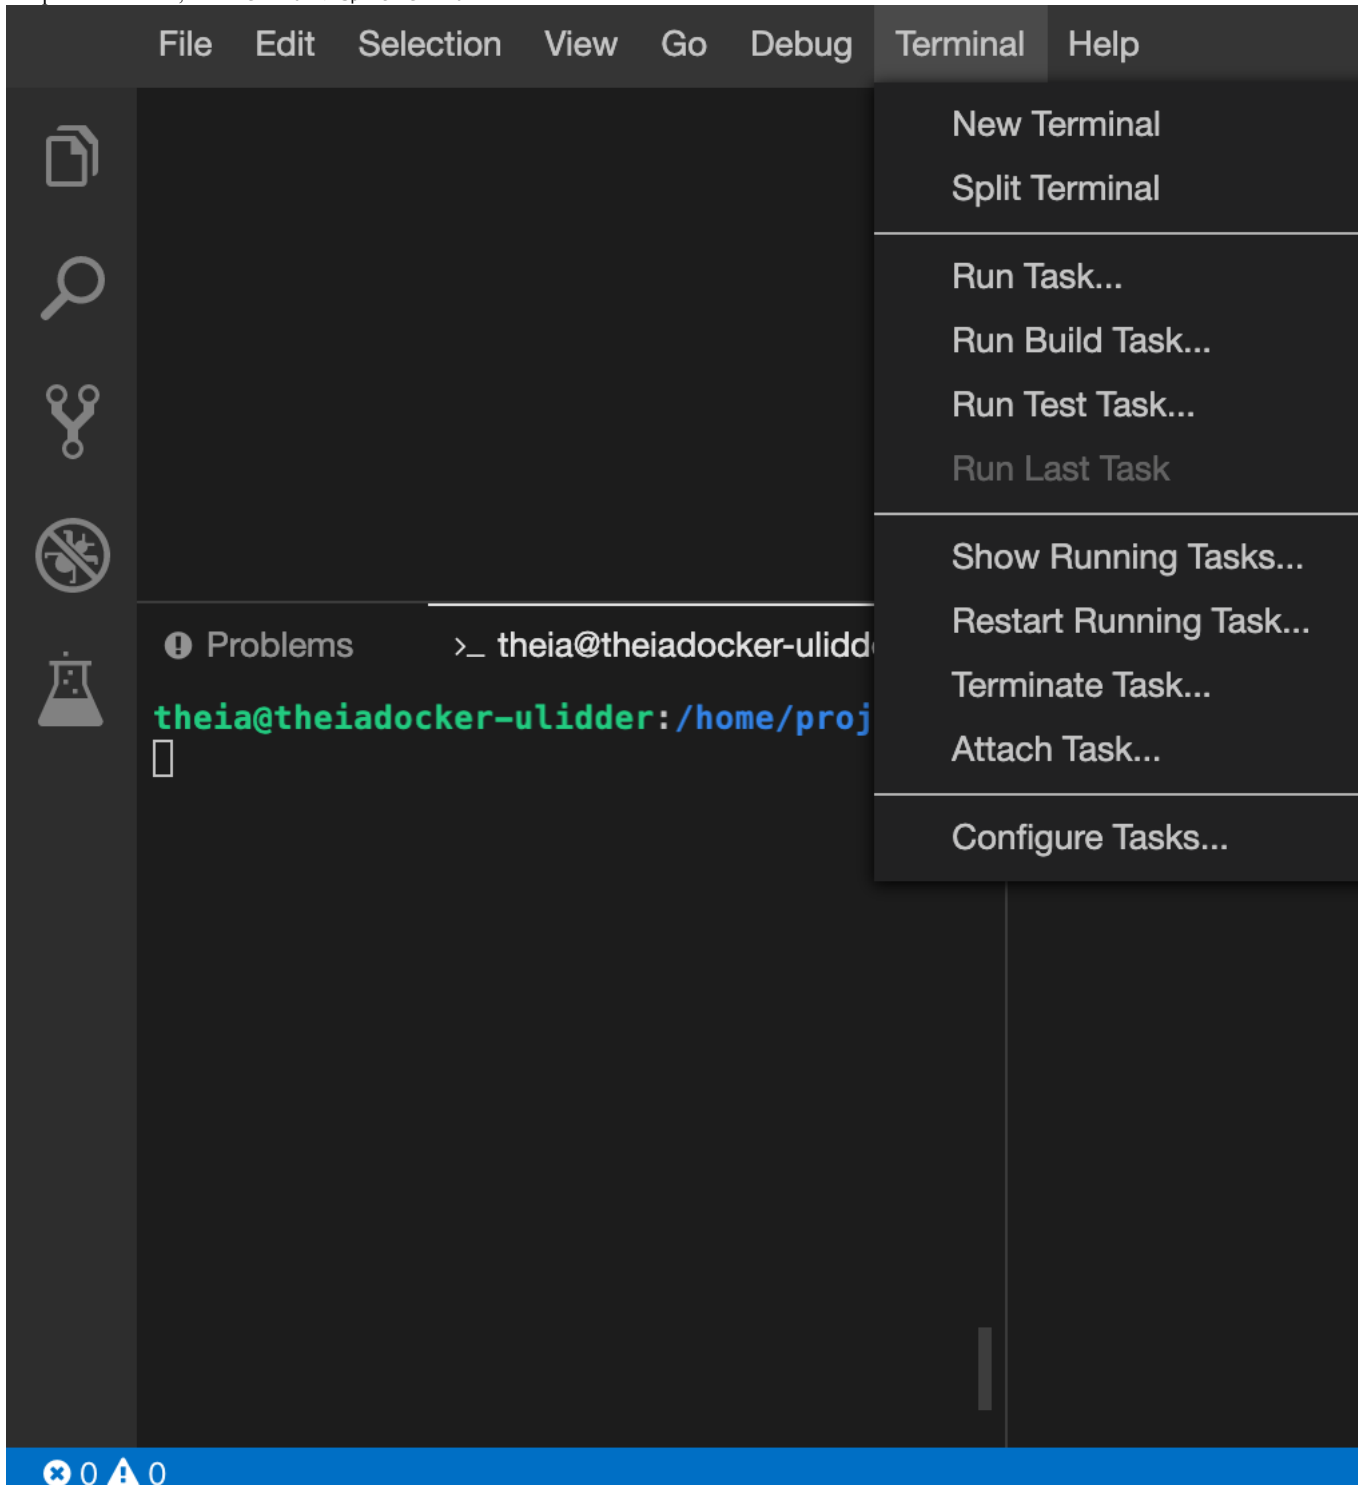 File Edit Selection View Go Debug Terminal Help
New Terminal
Split Terminal
Run Task...
Run Build Task...
Run Test Task...
Run Last Task
Show Running Tasks...
Restart Running Task...
Terminate Task...
Attach Task...
Configure Tasks...
Problems >_ theia@theiadocker-ulidd
theia@theiadocker-ulidder:/home/proj
0 0